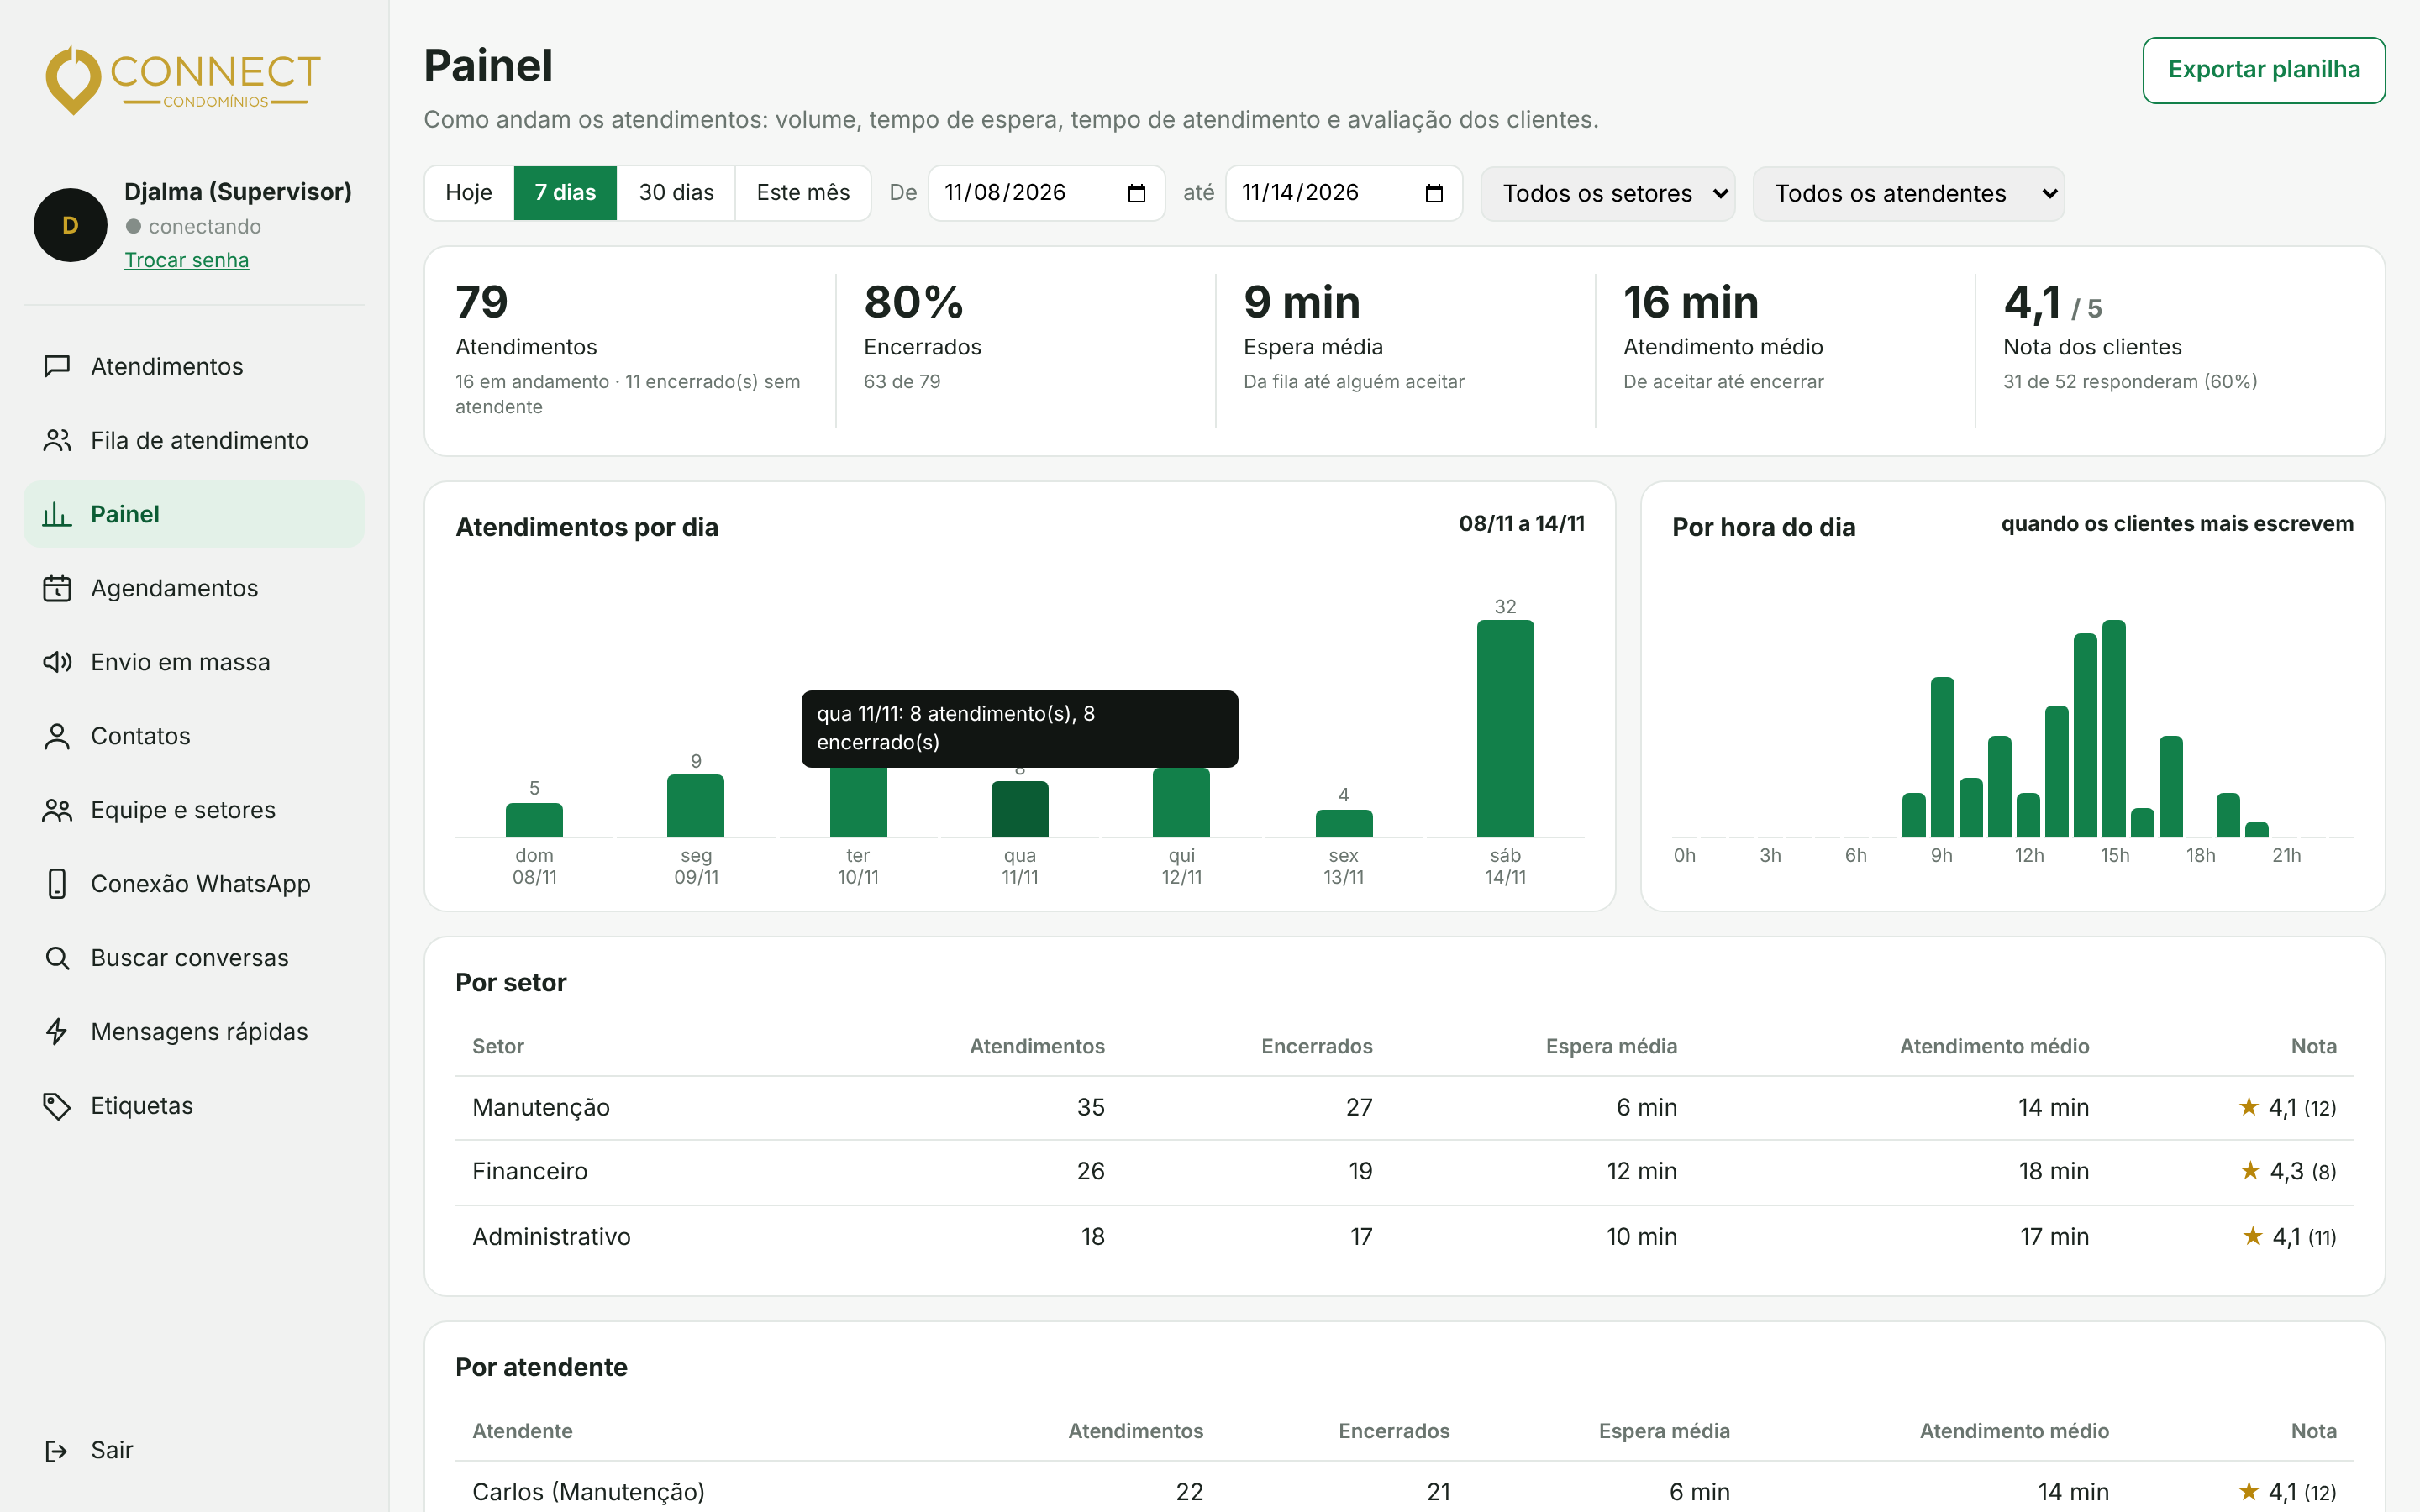 CONNECT
CONDOMÍNIOS
D
Djalma (Supervisor)
conectando
Trocar senha
Atendimentos
Fila de atendimento
Painel
Agendamentos
Envio em massa
Contatos
Equipe e setores
Conexão WhatsApp
Buscar conversas
Mensagens rápidas
Etiquetas
Sair
Painel
Exportar planilha
Como andam os atendimentos: volume, tempo de espera, tempo de atendimento e avaliação dos clientes.
Hoje 7 dias 30 dias Este mês De 11/08/2026 até 11/14/2026 Todos os setores Todos os atendentes
79
Atendimentos
16 em andamento · 11 encerrado(s) sem
atendente
80%
Encerrados
63 de 79
9 min
Espera média
Da fila até alguém aceitar
16 min
Atendimento médio
De aceitar até encerrar
4,1 / 5
Nota dos clientes
31 de 52 responderam (60%)
Atendimentos por dia 08/11 a 14/11
32
qua 11/11: 8 atendimento(s), 8
encerrado(s)
5 9 8 4
dom seg ter qua qui sex sáb
08/11 09/11 10/11 11/11 12/11 13/11 14/11
Por hora do dia quando os clientes mais escrevem
0h 3h 6h 9h 12h 15h 18h 21h
Por setor
Setor Atendimentos Encerrados Espera média Atendimento médio Nota
Manutenção 35 27 6 min 14 min ★ 4,1 (12)
Financeiro 26 19 12 min 18 min ★ 4,3 (8)
Administrativo 18 17 10 min 17 min ★ 4,1 (11)
Por atendente
Atendente Atendimentos Encerrados Espera média Atendimento médio Nota
Carlos (Manutenção) 22 21 6 min 14 min ★ 4,1 (12)